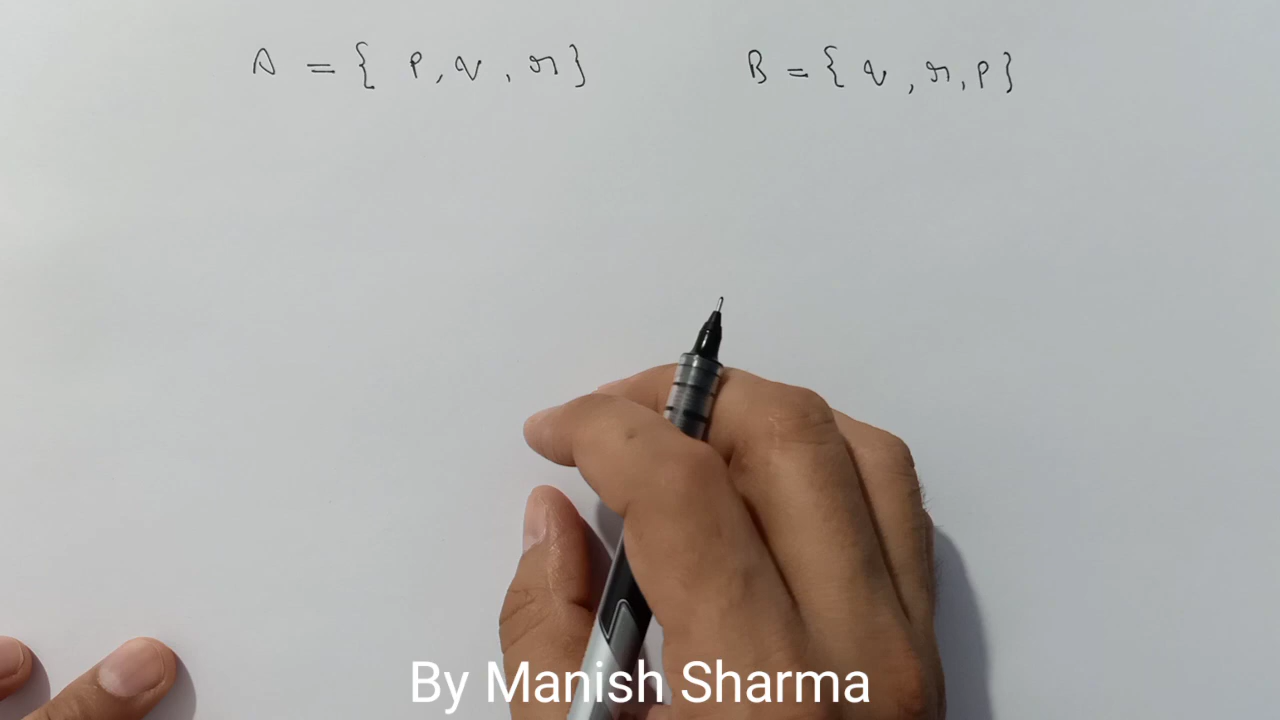 A = { p, q, r } B = { q, r, p }
By Manish Sharma